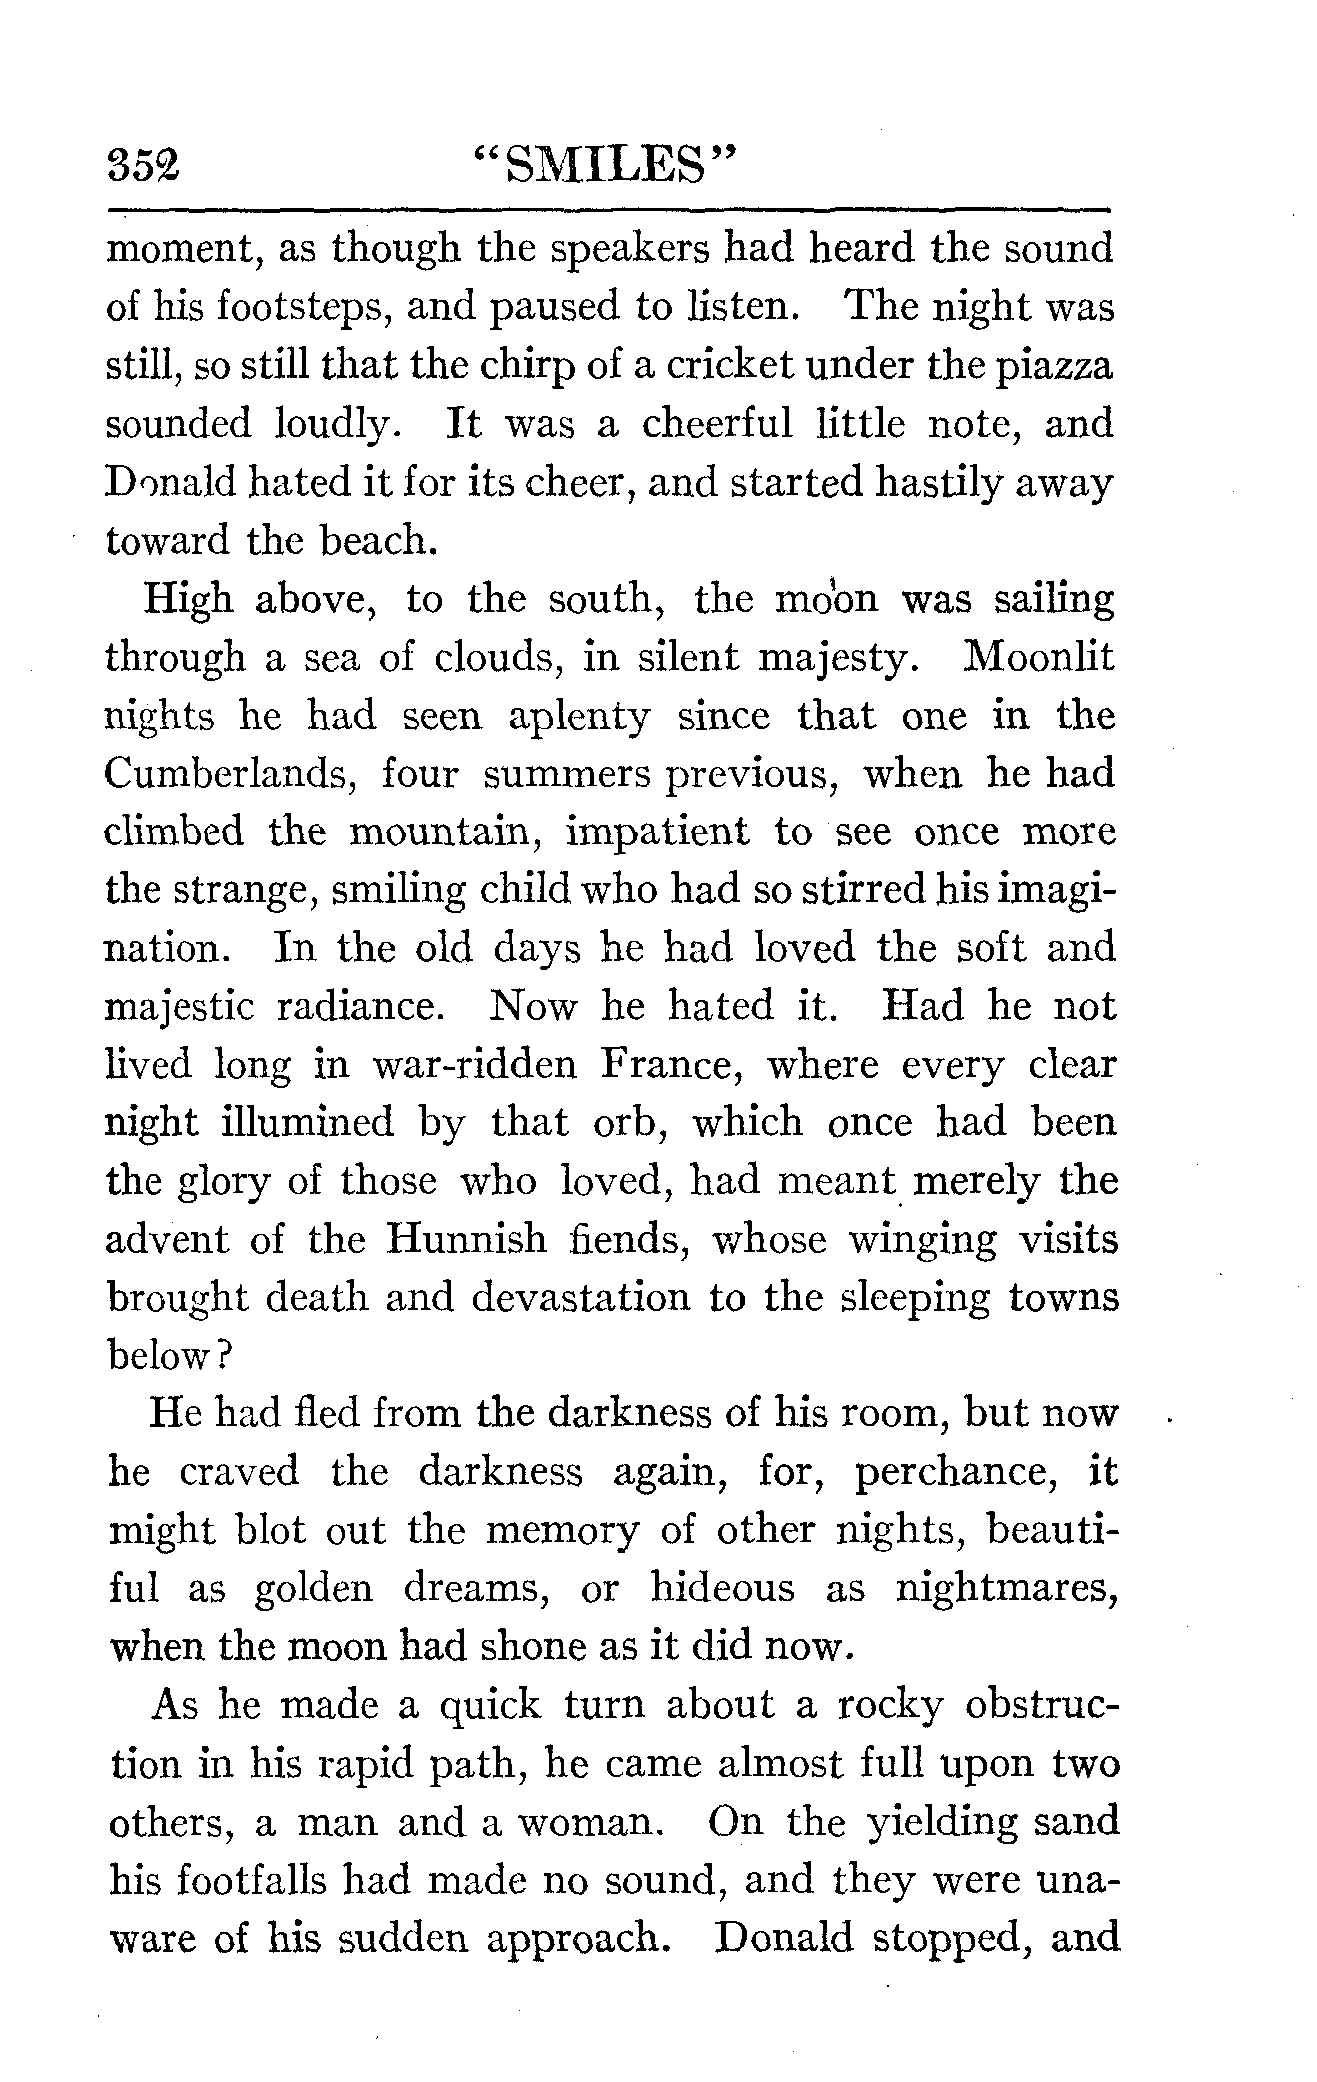 352 "SMILES"
moment, as though the speakers had heard the sound
of his footsteps, and paused to listen. The night was
still, so still that the chirp of a cricket under the piazza
sounded loudly. It was a cheerful little note, and
Donald hated it for its cheer, and started hastily away
toward the beach.
High above, to the south, the moon was sailing
through a sea of clouds, in silent majesty. Moonlit
nights he had seen aplenty since that one in the
Cumberlands, four summers previous, when he had
climbed the mountain, impatient to see once more
the strange, smiling child who had so stirred his imagi-
nation. In the old days he had loved the soft and
majestic radiance. Now he hated it. Had he not
lived long in war-ridden France, where every clear
night illumined by that orb, which once had been
the glory of those who loved, had meant merely the
advent of the Hunnish fiends, whose winging visits
brought death and devastation to the sleeping towns
below?
He had fled from the darkness of his room, but now
he craved the darkness again, for, perchance, it
might blot out the memory of other nights, beauti-
ful as golden dreams, or hideous as nightmares,
when the moon had shone as it did now.
As he made a quick turn about a rocky obstruc-
tion in his rapid path, he came almost full upon two
others, a man and a woman. On the yielding sand
his footfalls had made no sound, and they were una-
ware of his sudden approach. Donald stopped, and